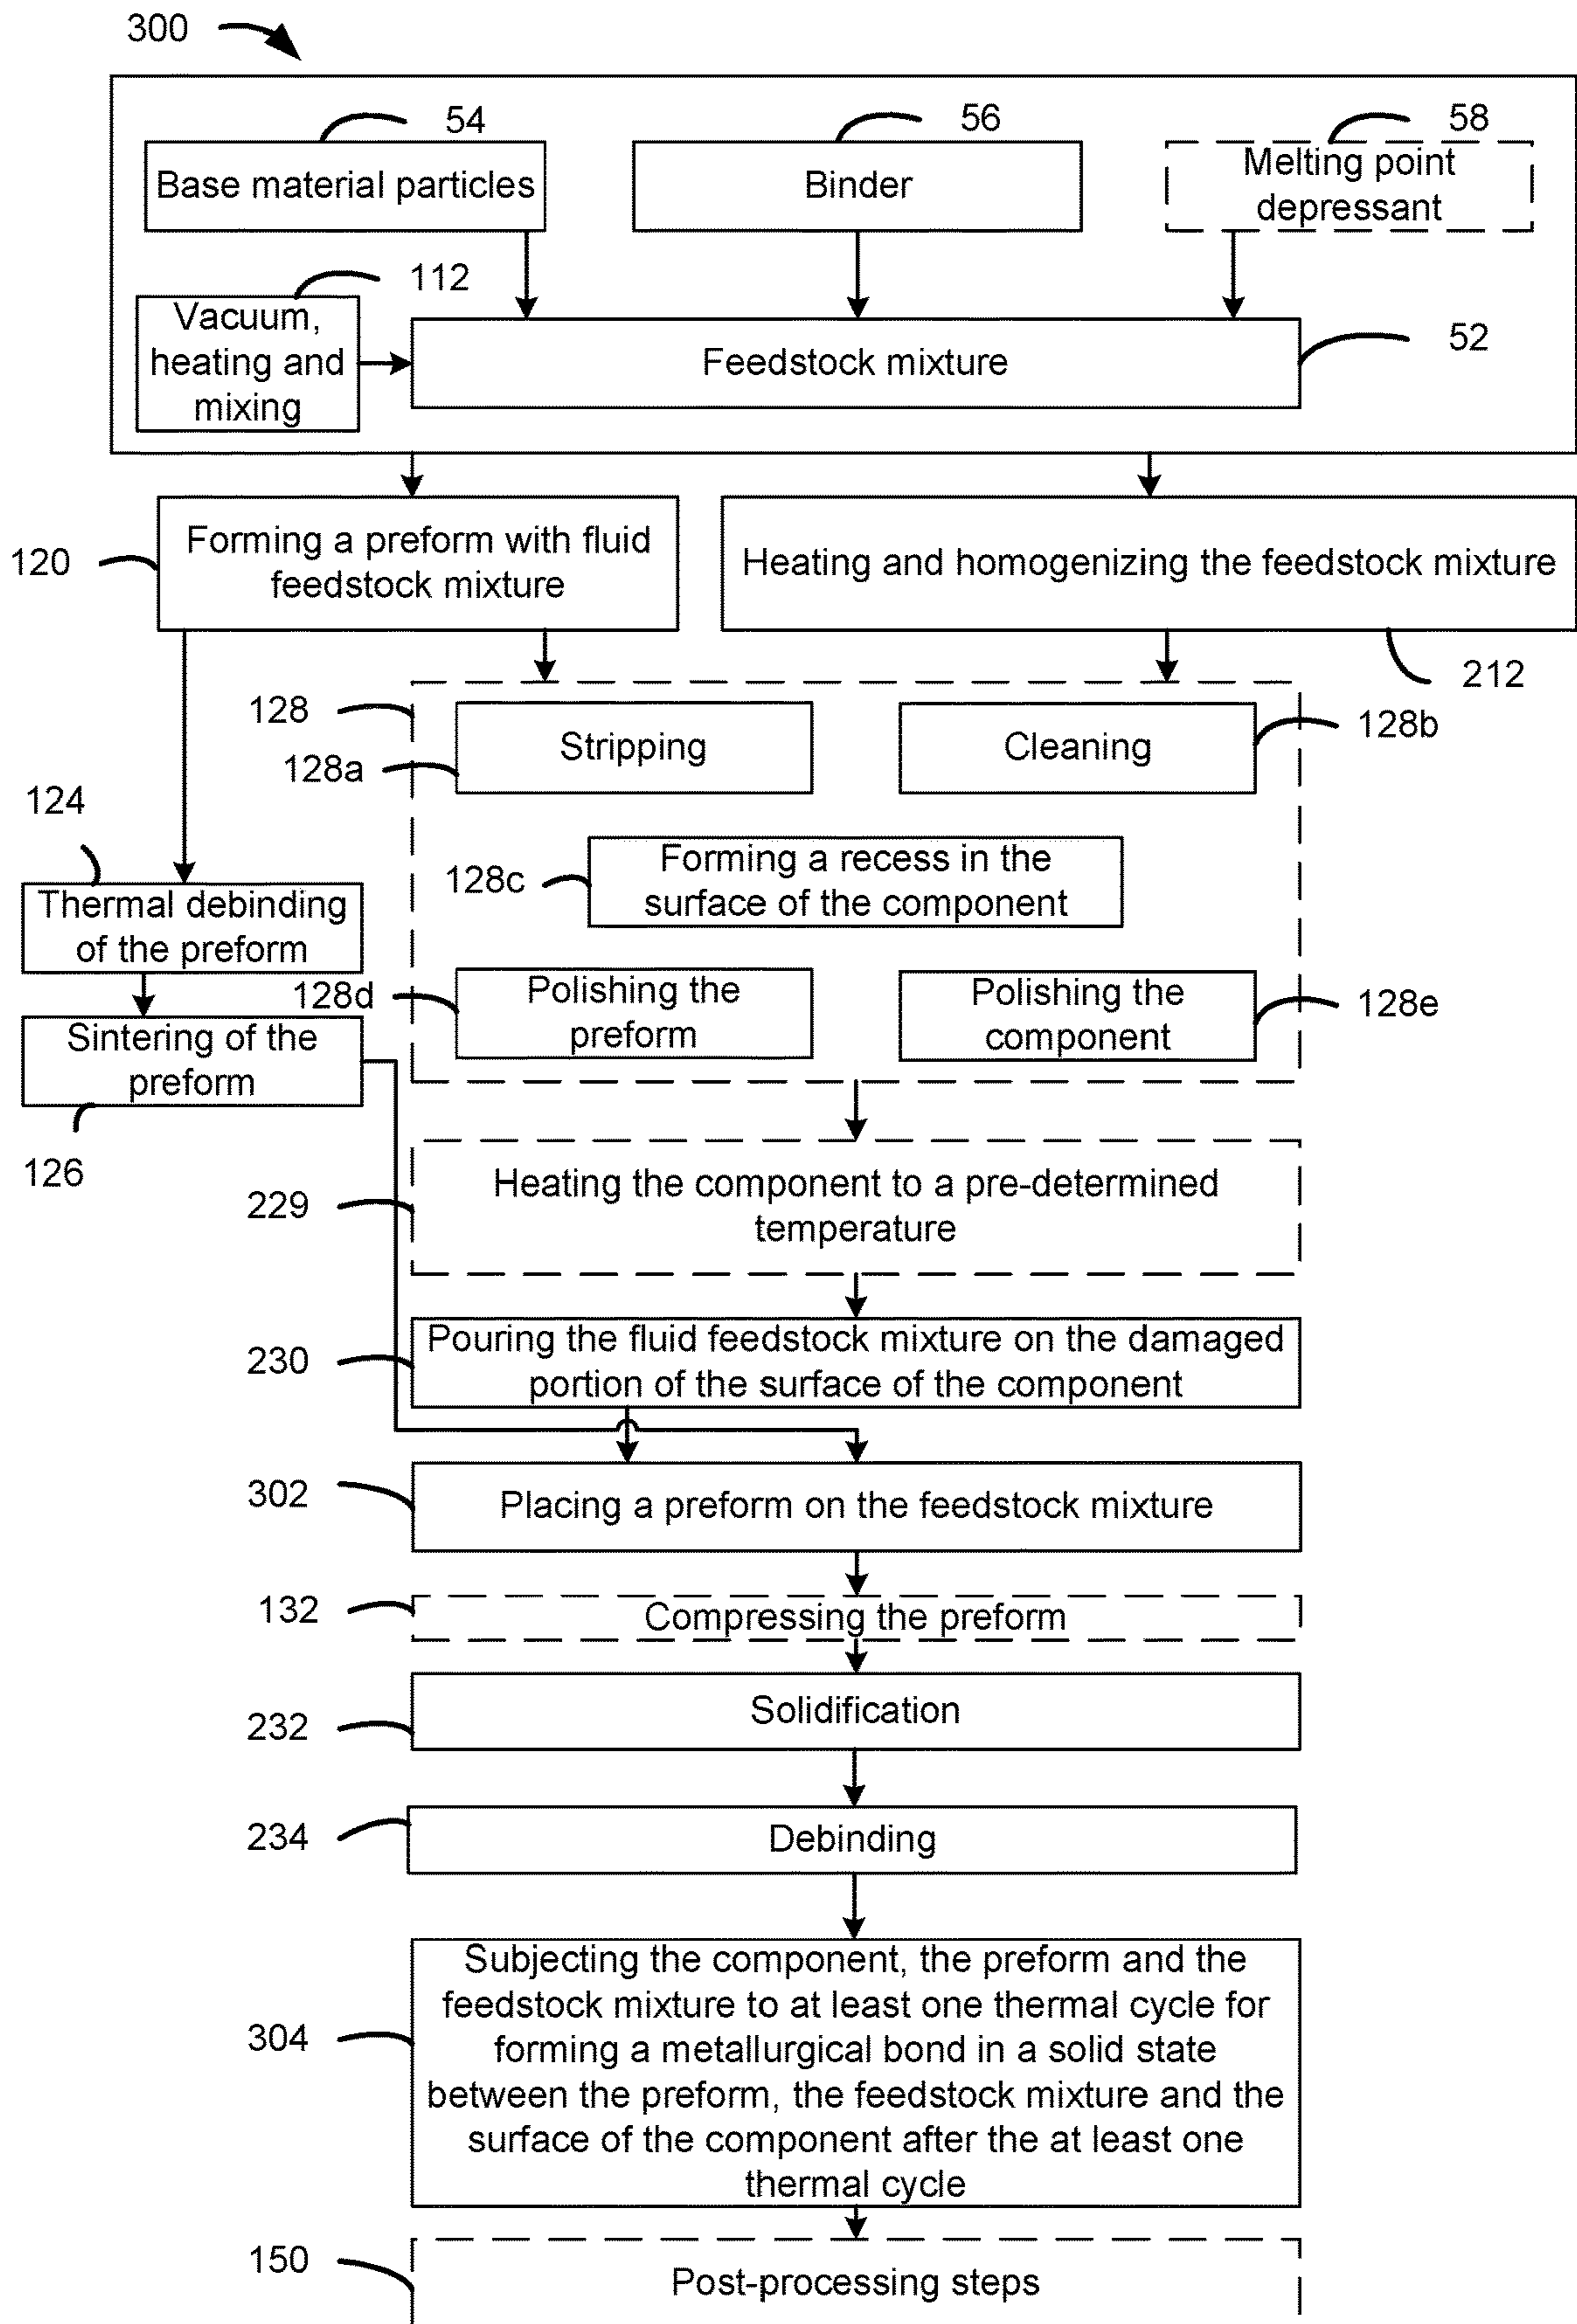 300
54
56
58
Base material particles
Binder
Melting point
depressant
112
Vacuum,
heating and
mixing
Feedstock mixture
52
120
Forming a preform with fluid
feedstock mixture
Heating and homogenizing the feedstock mixture
212
128
128a
Stripping
Cleaning
128b
124
Thermal debinding
of the preform
128c
Forming a recess in the
surface of the component
128d
Polishing the
preform
Polishing the
component
128e
Sintering of the
preform
126
229
Heating the component to a pre-determined
temperature
230
Pouring the fluid feedstock mixture on the damaged
portion of the surface of the component
302
Placing a preform on the feedstock mixture
132
Compressing the preform
Solidification
232
234
Debinding
304
Subjecting the component, the preform and the
feedstock mixture to at least one thermal cycle for
forming a metallurgical bond in a solid state
between the preform, the feedstock mixture and the
surface of the component after the at least one
thermal cycle
150
Post-processing steps